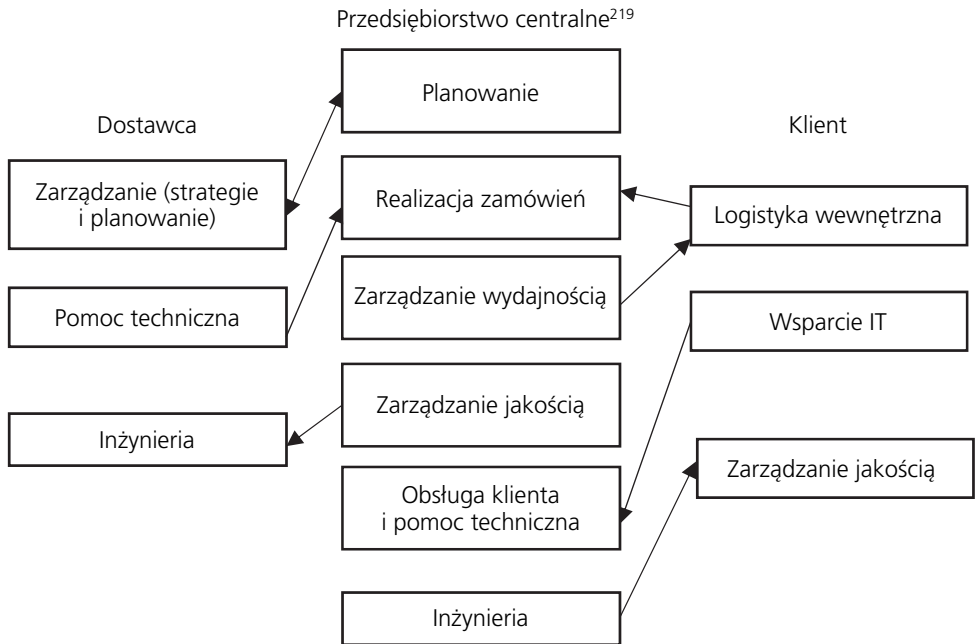 Przedsiębiorstwo centralne²¹⁹
Planowanie
Dostawca
Klient
Zarządzanie (strategie
i planowanie)
Realizacja zamówień
Logistyka wewnętrzna
Pomoc techniczna
Zarządzanie wydajnością
Wsparcie IT
Inżynieria
Zarządzanie jakością
Zarządzanie jakością
Obsługa klienta
i pomoc techniczna
Inżynieria